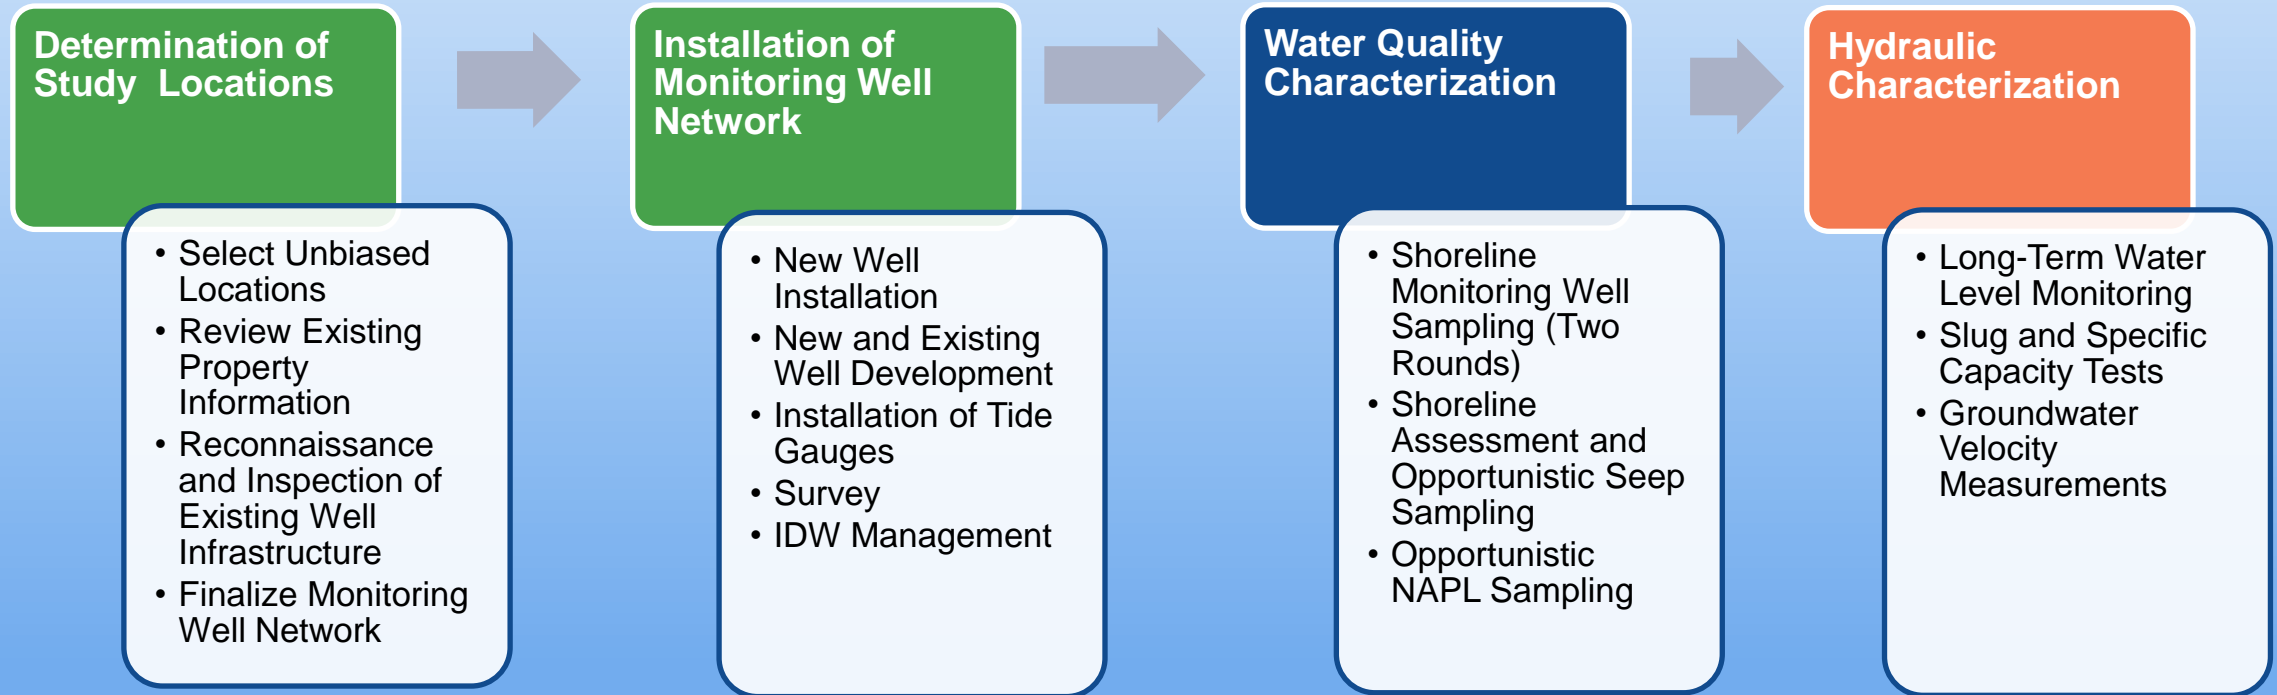 Determination of
Study Locations
• Select Unbiased
Locations
• Review Existing
Property
Information
• Reconnaissance
and Inspection of
Existing Well
Infrastructure
• Finalize Monitoring
Well Network
Installation of
Monitoring Well
Network
• New Well
Installation
• New and Existing
Well Development
• Installation of Tide
Gauges
• Survey
• IDW Management
Water Quality
Characterization
• Shoreline
Monitoring Well
Sampling (Two
Rounds)
• Shoreline
Assessment and
Opportunistic Seep
Sampling
• Opportunistic
NAPL Sampling
Hydraulic
Characterization
• Long-Term Water
Level Monitoring
• Slug and Specific
Capacity Tests
• Groundwater
Velocity
Measurements